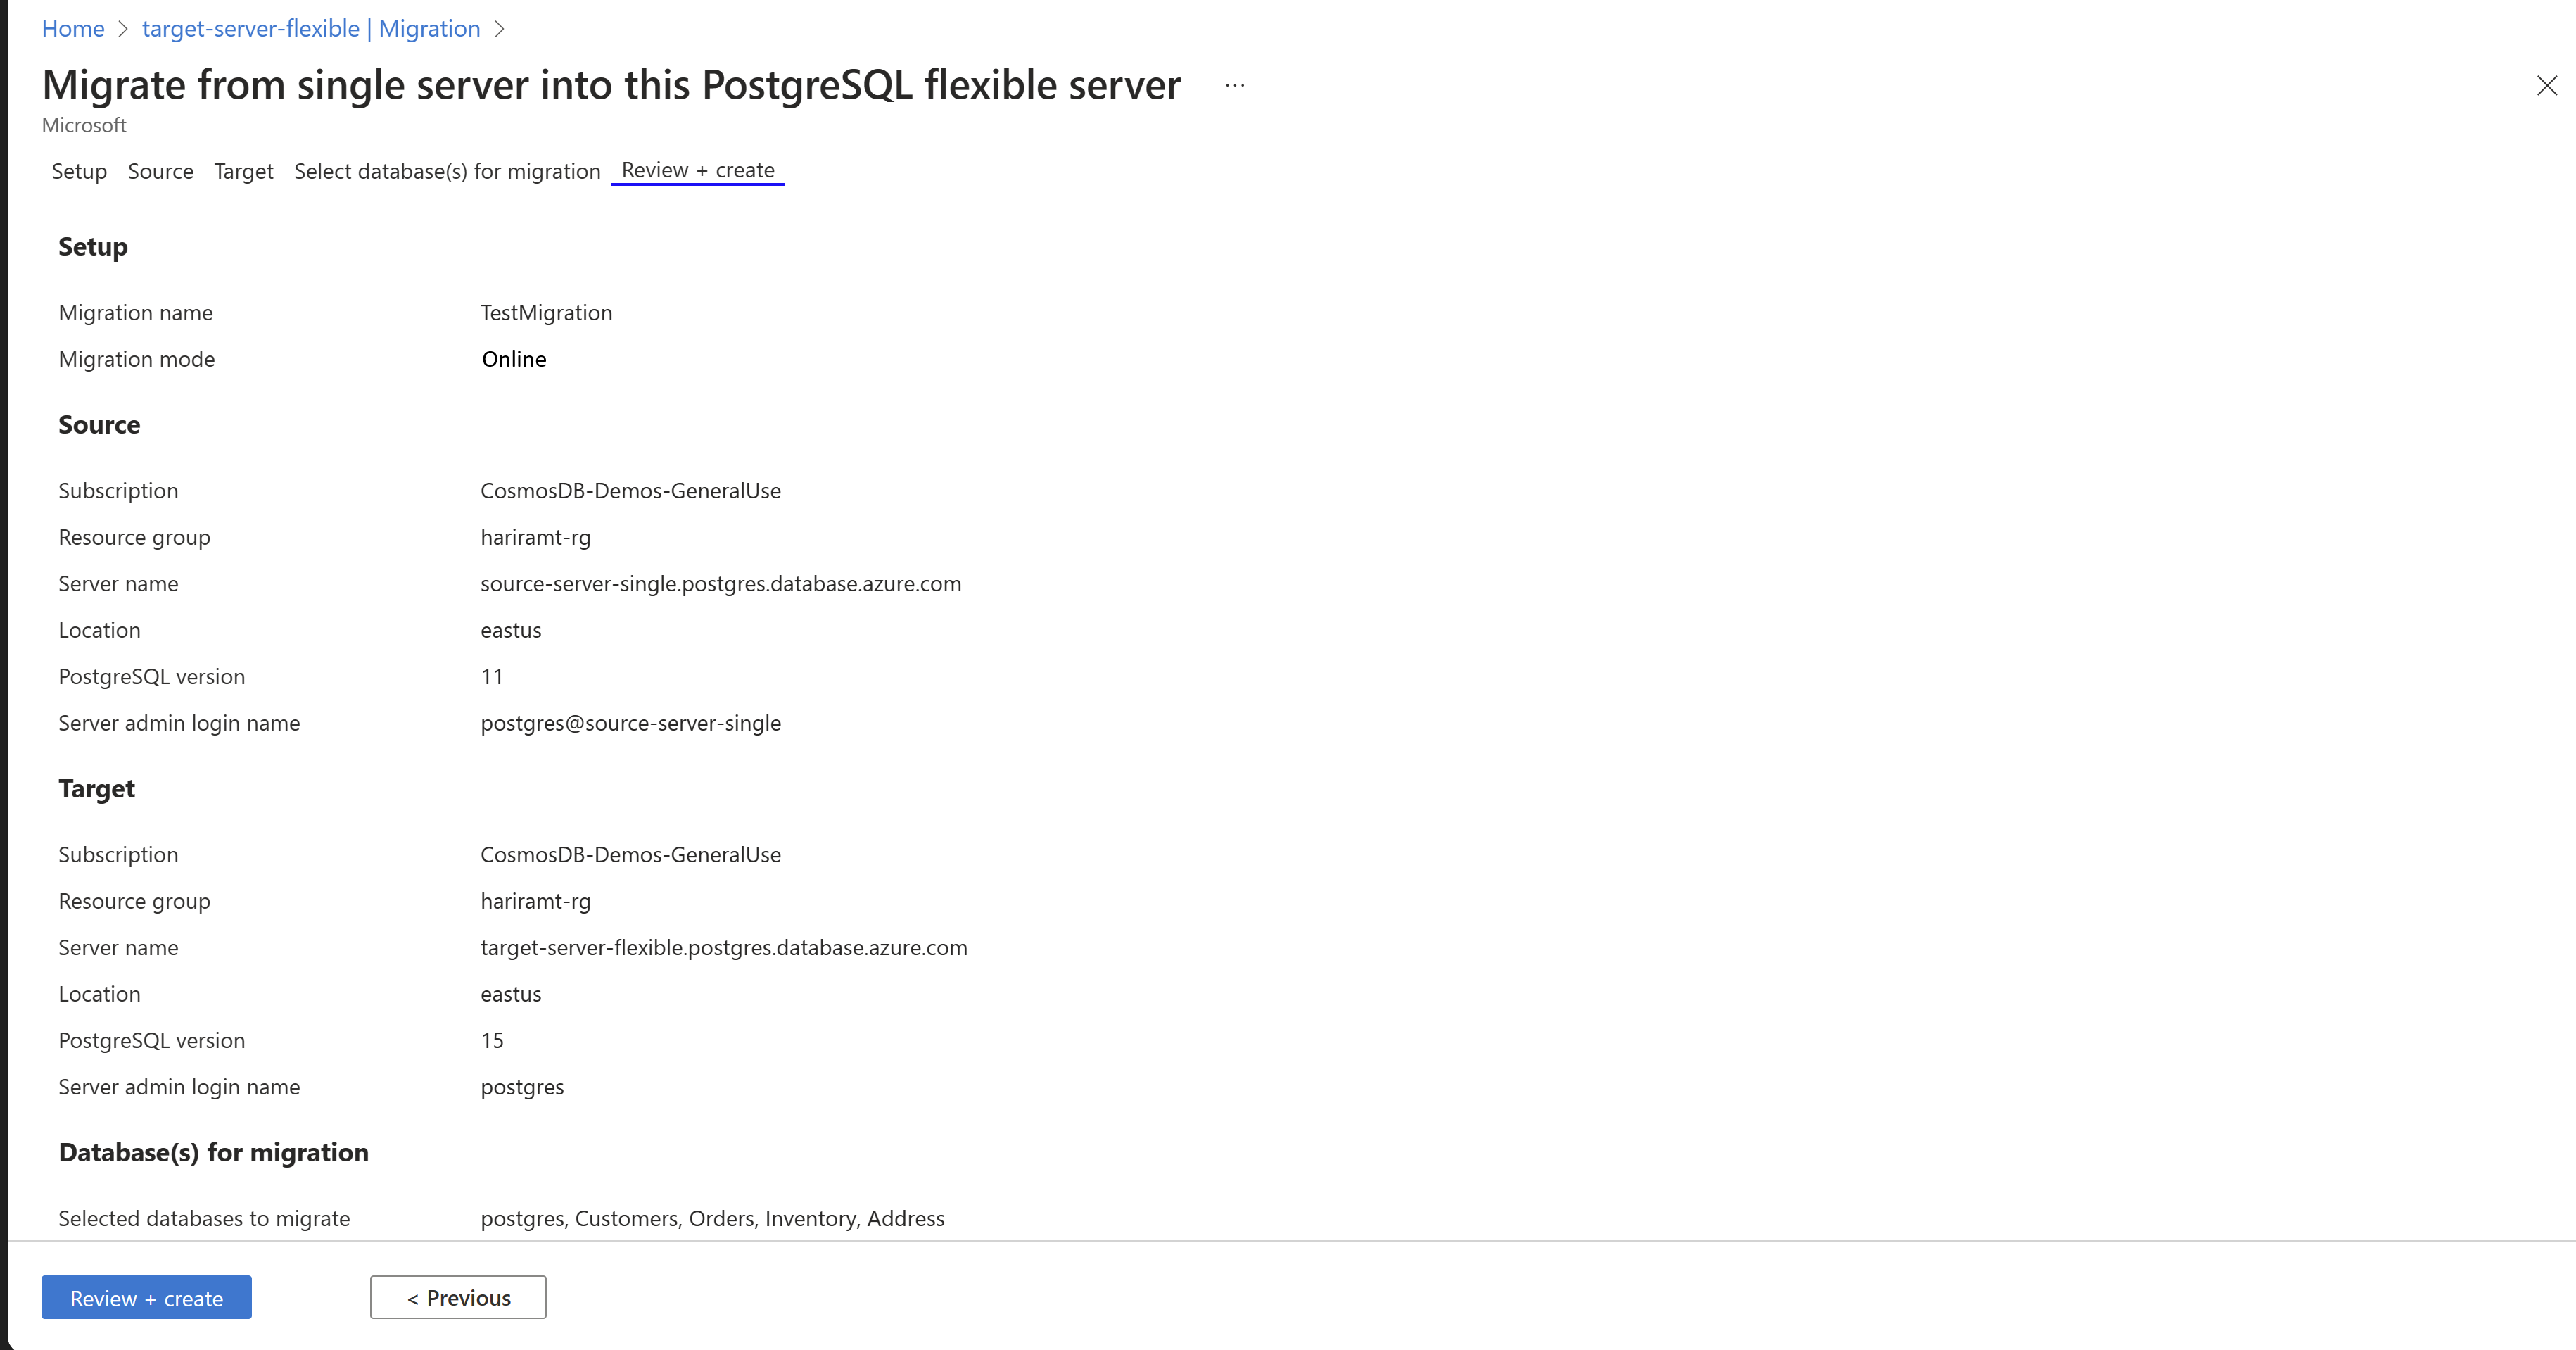 Home > target-server-flexible | Migration >
Migrate from single server into this PostgreSQL flexible server ...
Microsoft
Setup Source Target Select database(s) for migration Review + create
Setup
Migration name TestMigration
Migration mode Online
Source
Subscription CosmosDB-Demos-GeneralUse
Resource group hariramt-rg
Server name source-server-single.postgres.database.azure.com
Location eastus
PostgreSQL version 11
Server admin login name postgres@source-server-single
Target
Subscription CosmosDB-Demos-GeneralUse
Resource group hariramt-rg
Server name target-server-flexible.postgres.database.azure.com
Location eastus
PostgreSQL version 15
Server admin login name postgres
Database(s) for migration
Selected databases to migrate postgres, Customers, Orders, Inventory, Address
Review + create < Previous